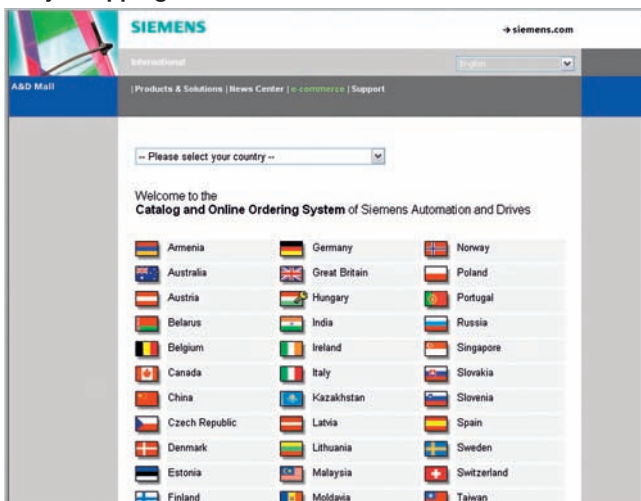 SIEMENS
siemens.com
International
English
A&D Mall
|Products & Solutions |News Center |e-commerce |Support
-- Please select your country --
Welcome to the
Catalog and Online Ordering System of Siemens Automation and Drives
Armenia Germany Norway
Australia Great Britain Poland
Austria Hungary Portugal
Belarus India Russia
Belgium Ireland Singapore
Canada Italy Slovakia
China Kazakhstan Slovenia
Czech Republic Latvia Spain
Denmark Lithuania Sweden
Estonia Malaysia Switzerland
Finland Moldavia Taiwan